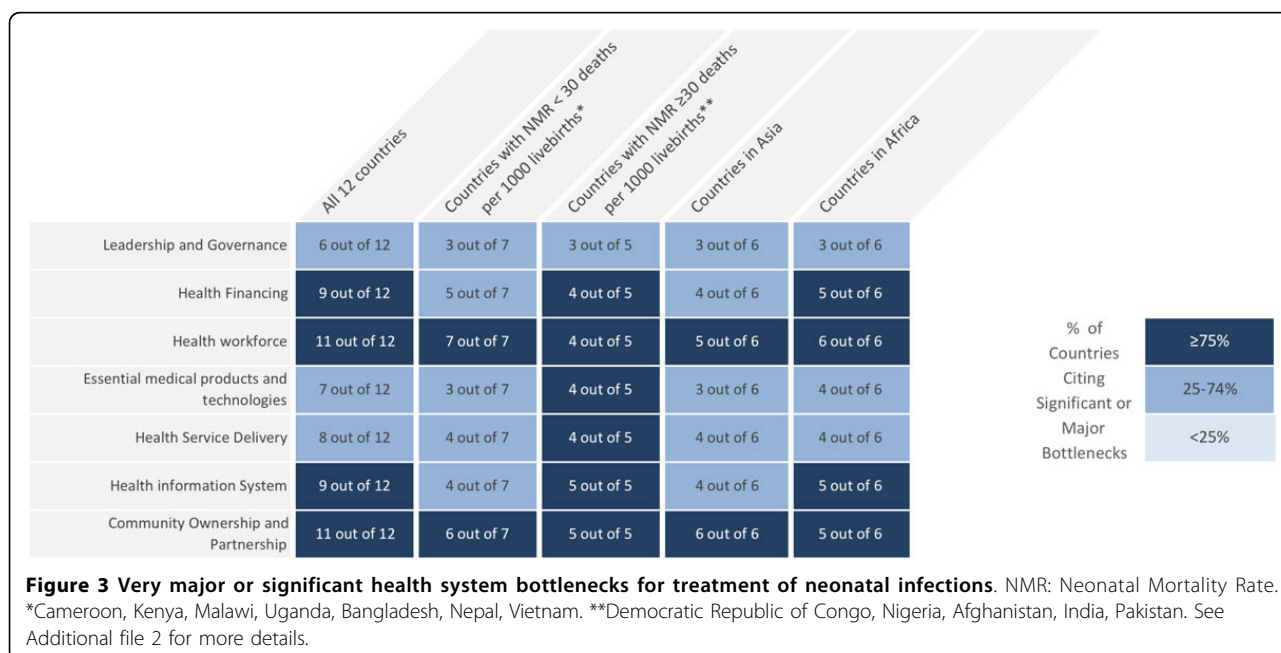 All 12 countries
Countries with NMR < 30 deaths
per 1000 livebirths*
Countries with NMR ≥30 deaths
per 1000 livebirths**
Countries in Asia
Countries in Africa
Leadership and Governance 6 out of 12 3 out of 7 3 out of 5 3 out of 6 3 out of 6
Health Financing 9 out of 12 5 out of 7 4 out of 5 4 out of 6 5 out of 6
Health workforce 11 out of 12 7 out of 7 4 out of 5 5 out of 6 6 out of 6
Essential medical products and
technologies 7 out of 12 3 out of 7 4 out of 5 3 out of 6 4 out of 6
Health Service Delivery 8 out of 12 4 out of 7 4 out of 5 4 out of 6 4 out of 6
Health information System 9 out of 12 4 out of 7 5 out of 5 4 out of 6 5 out of 6
Community Ownership and
Partnership 11 out of 12 6 out of 7 5 out of 5 6 out of 6 5 out of 6
% of
Countries
Citing
Significant or
Major
Bottlenecks
≥75%
25-74%
<25%
Figure 3 Very major or significant health system bottlenecks for treatment of neonatal infections. NMR: Neonatal Mortality Rate.
*Cameroon, Kenya, Malawi, Uganda, Bangladesh, Nepal, Vietnam. **Democratic Republic of Congo, Nigeria, Afghanistan, India, Pakistan. See
Additional file 2 for more details.